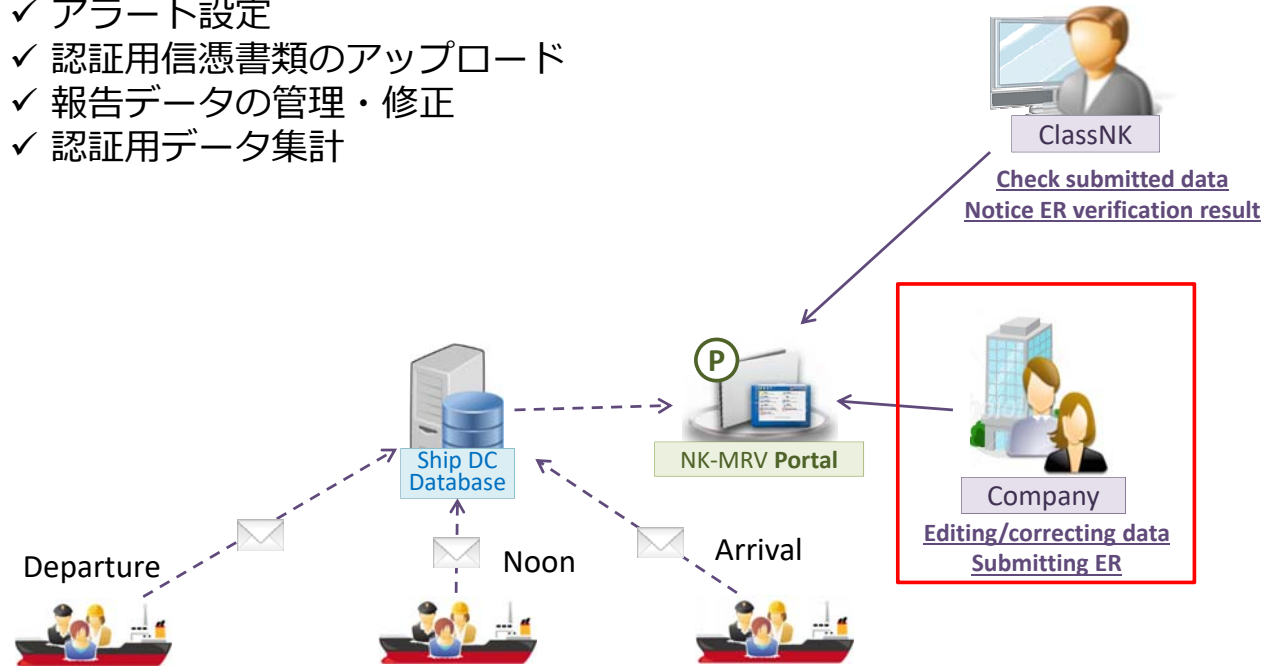 ✓ アラート設定
✓ 認証用信憑書類のアップロード
✓ 報告データの管理・修正
✓ 認証用データ集計
ClassNK
Check submitted data
Notice ER verification result
P
Ship DC
Database
NK-MRV Portal
Company
Editing/correcting data
Submitting ER
Departure
Noon
Arrival